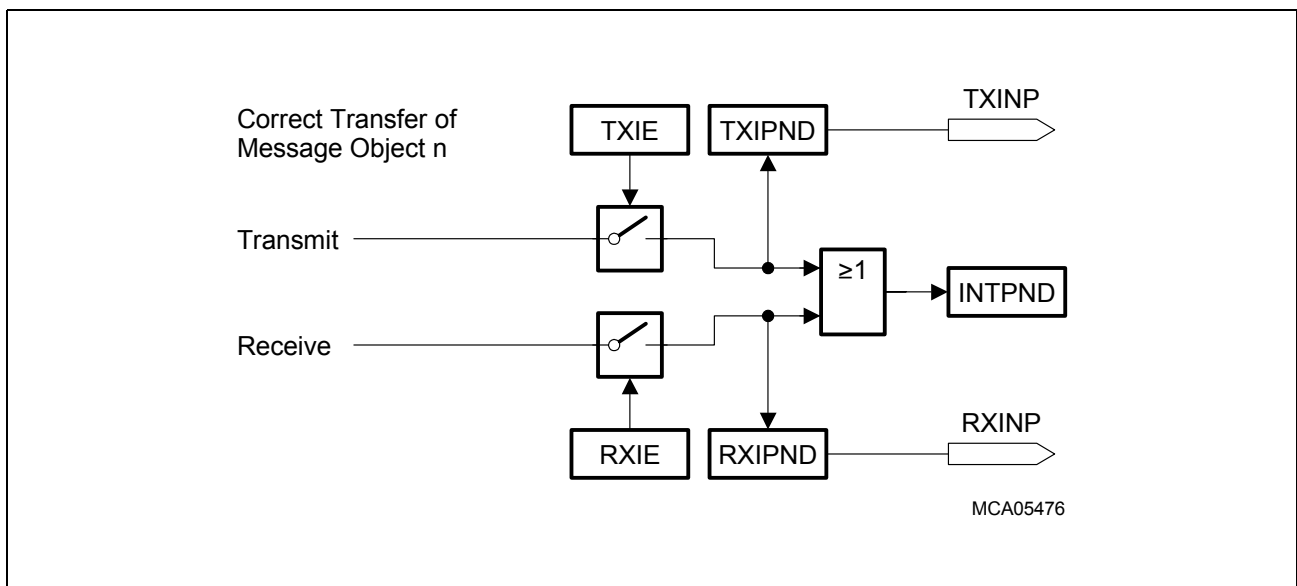 Correct Transfer of
Message Object n
TXIE
TXIPND
TXINP
Transmit
≥1
INTPND
Receive
RXIE
RXIPND
RXINP
MCA05476